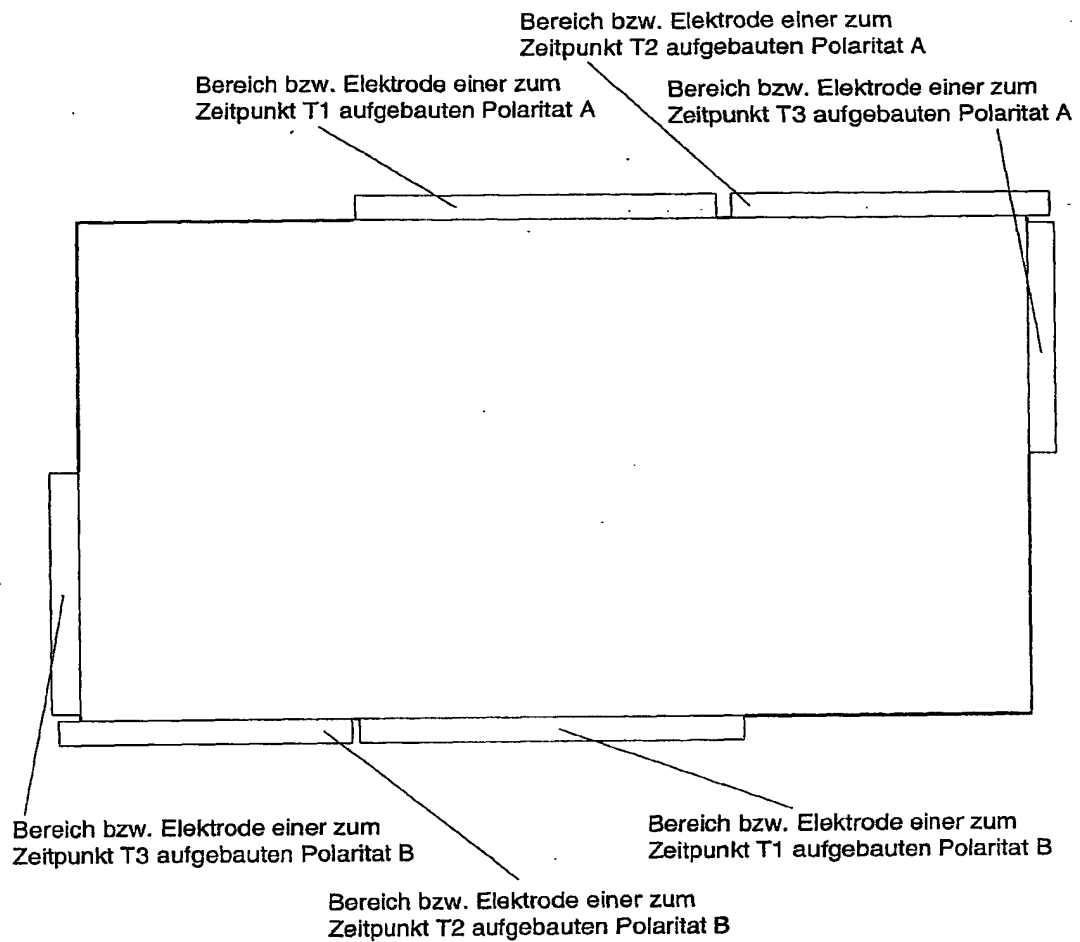 Bereich bzw. Elektrode einer zum
Zeitpunkt T2 aufgebauten Polaritat A
Bereich bzw. Elektrode einer zum
Zeitpunkt T1 aufgebauten Polaritat A
Bereich bzw. Elektrode einer zum
Zeitpunkt T3 aufgebauten Polaritat A
Bereich bzw. Elektrode einer zum
Zeitpunkt T3 aufgebauten Polaritat B
Bereich bzw. Elektrode einer zum
Zeitpunkt T1 aufgebauten Polaritat B
Bereich bzw. Elektrode einer zum
Zeitpunkt T2 aufgebauten Polaritat B